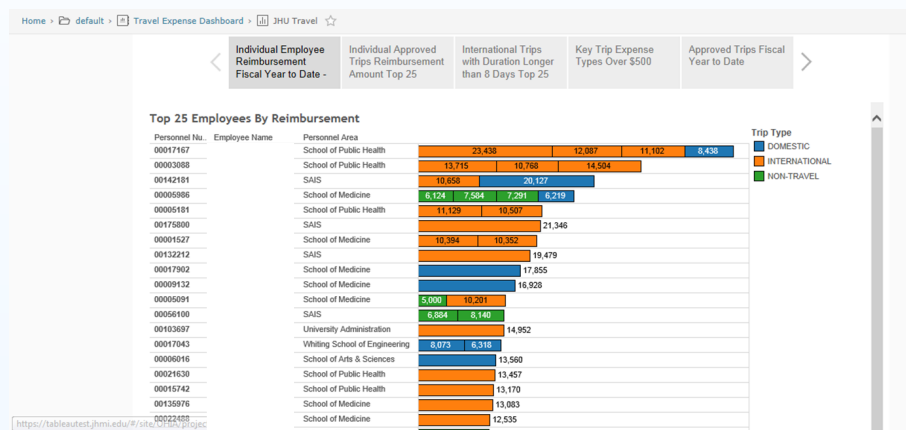 Home › default › Travel Expense Dashboard › JHU Travel
Individual Employee Reimbursement Fiscal Year to Date -
Individual Approved Trips Reimbursement Amount Top 25
International Trips with Duration Longer than 8 Days Top 25
Key Trip Expense Types Over $500
Approved Trips Fiscal Year to Date
Top 25 Employees By Reimbursement
Personnel Nu.. Employee Name Personnel Area
00017167 School of Public Health 23,438 12,087 11,102 8,438
00003088 School of Public Health 13,715 10,768 14,504
00142181 SAIS 10,658 20,127
00005986 School of Medicine 6,124 7,584 7,291 6,219
00005181 School of Public Health 11,129 10,507
00175800 SAIS 21,346
00001527 School of Medicine 10,394 10,352
00132212 SAIS 19,479
00017902 School of Medicine 17,855
00009132 School of Medicine 16,928
00005091 School of Medicine 5,000 10,201
00056100 SAIS 6,884 8,140
00103697 University Administration 14,952
00017043 Whiting School of Engineering 8,073 6,318
00006016 School of Arts & Sciences 13,560
00021630 School of Public Health 13,457
00015742 School of Public Health 13,170
00135976 School of Medicine 13,083
00022488 School of Medicine 12,535
Trip Type
DOMESTIC
INTERNATIONAL
NON-TRAVEL
https://tableautest.jhmi.edu/#/site/OHIA/projec